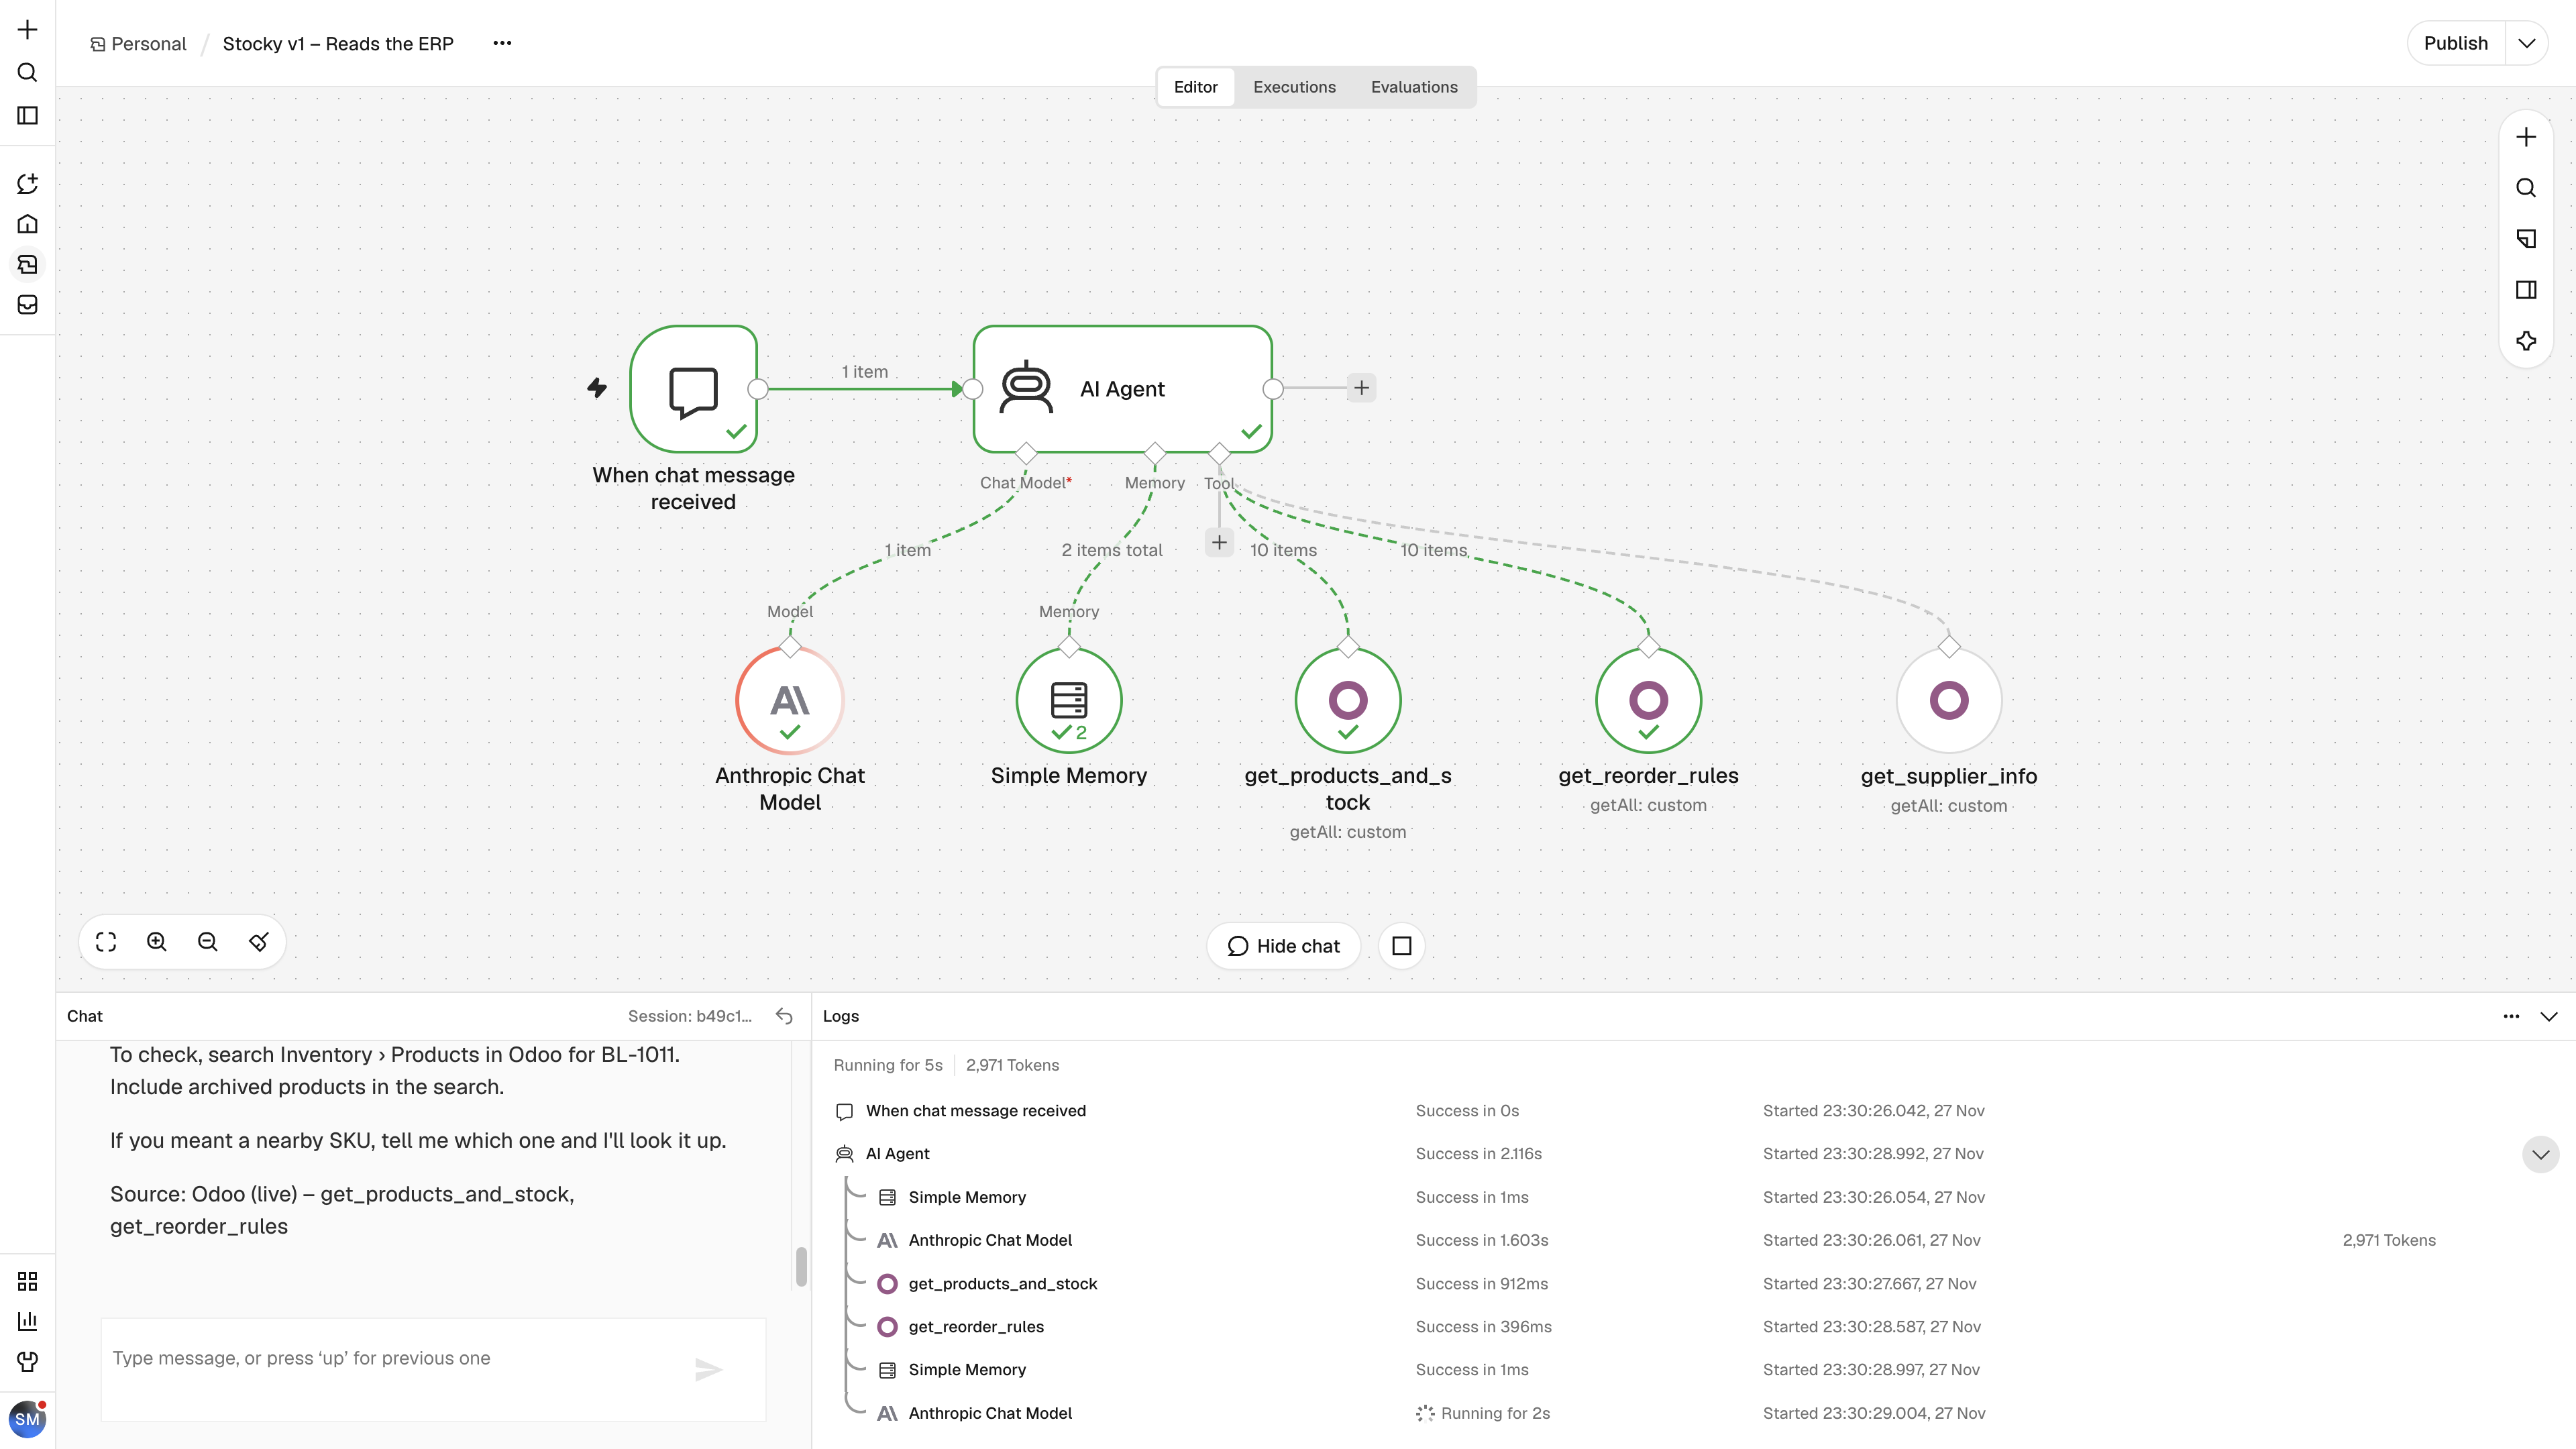 Personal / Stocky v1 – Reads the ERP
Publish
Editor Executions Evaluations
1 item
AI Agent
When chat message
received
Chat Model*
Memory
Tool
1 item
2 items total
10 items
10 items
Model
Memory
2
Anthropic Chat
Model
Simple Memory
get_products_and_s
tock
getAll: custom
get_reorder_rules
getAll: custom
get_supplier_info
getAll: custom
Hide chat
Chat
Session: b49c1...
To check, search Inventory › Products in Odoo for BL-1011.
Include archived products in the search.
If you meant a nearby SKU, tell me which one and I'll look it up.
Source: Odoo (live) – get_products_and_stock,
get_reorder_rules
Type message, or press ‘up’ for previous one
SM
Logs
Running for 5s 2,971 Tokens
When chat message received Success in 0s Started 23:30:26.042, 27 Nov
AI Agent Success in 2.116s Started 23:30:28.992, 27 Nov
Simple Memory Success in 1ms Started 23:30:26.054, 27 Nov
Anthropic Chat Model Success in 1.603s Started 23:30:26.061, 27 Nov 2,971 Tokens
get_products_and_stock Success in 912ms Started 23:30:27.667, 27 Nov
get_reorder_rules Success in 396ms Started 23:30:28.587, 27 Nov
Simple Memory Success in 1ms Started 23:30:28.997, 27 Nov
Anthropic Chat Model Running for 2s Started 23:30:29.004, 27 Nov